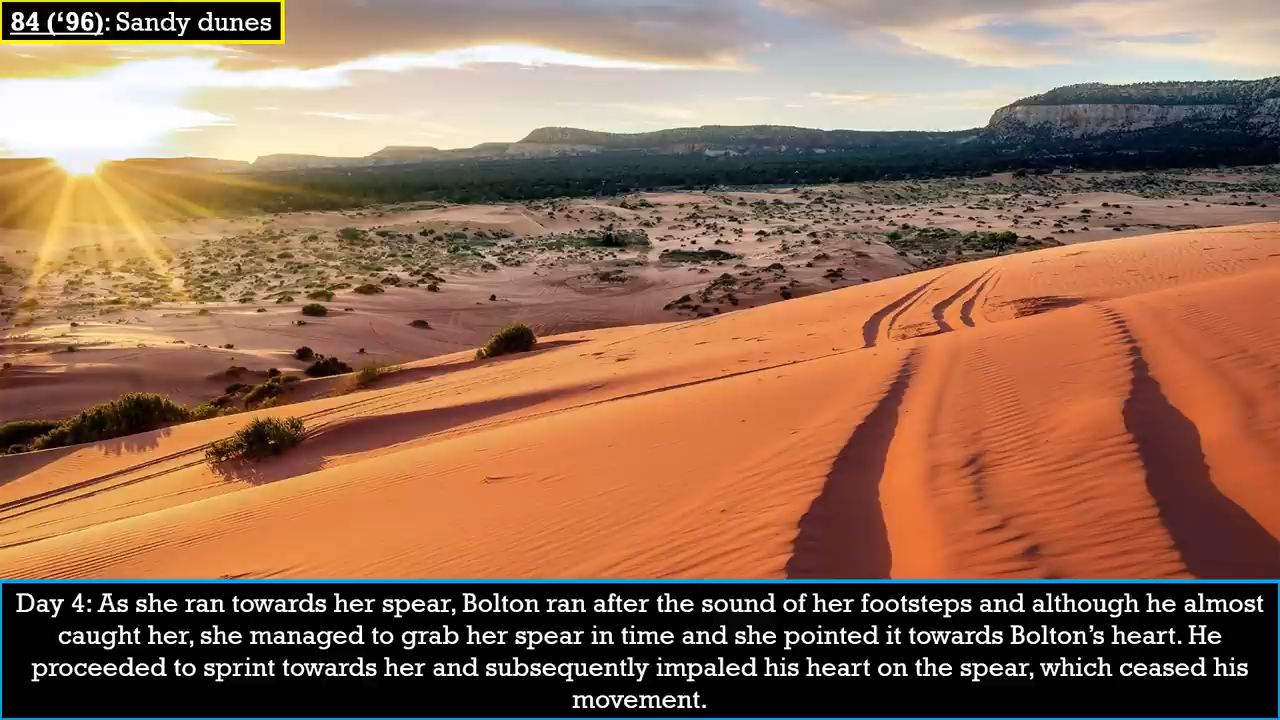 84 (‘96): Sandy dunes
Day 4: As she ran towards her spear, Bolton ran after the sound of her footsteps and although he almost
caught her, she managed to grab her spear in time and she pointed it towards Bolton’s heart. He
proceeded to sprint towards her and subsequently impaled his heart on the spear, which ceased his
movement.